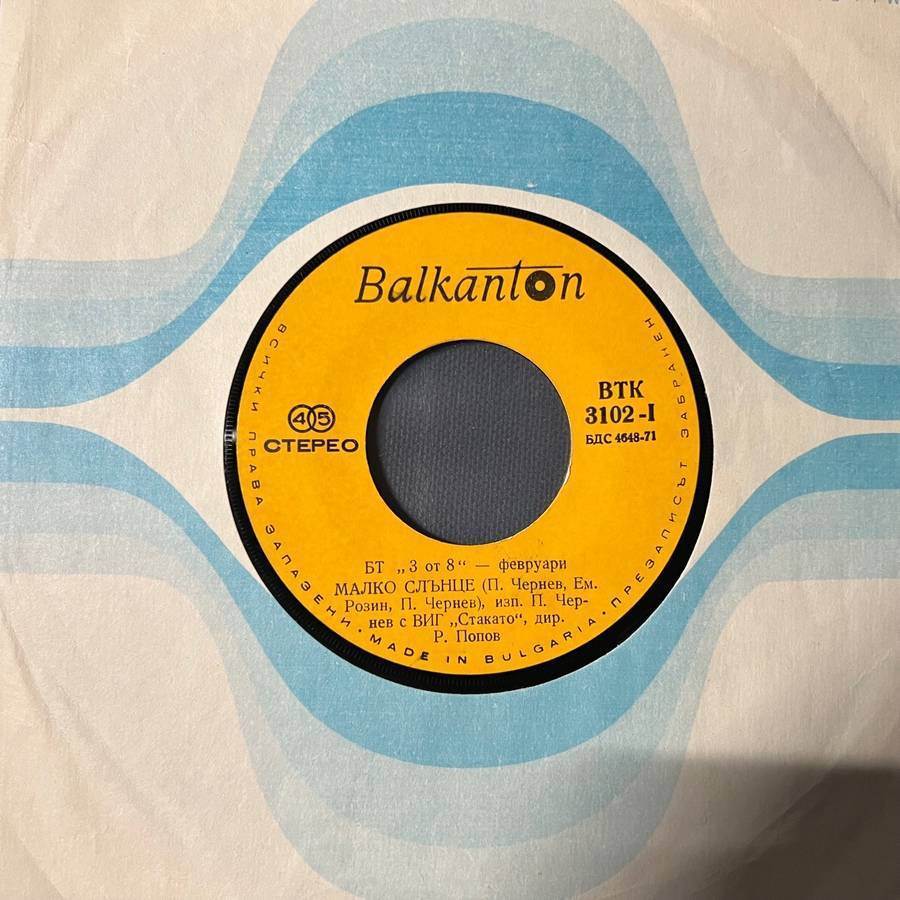 Balkanton
ВТК
3102-I
БДС 4648-71
45
СТЕРЕО
БТ „3 от 8“ — февруари
МАЛКО СЛЪНЦЕ (П. Чернев, Ем.
Розин, П. Чернев), изп. П. Чер-
нев с ВИГ „Стакато“, дир.
Р. Попов
ВСИЧКИ ПРАВА ЗАПАЗЕНИ · MADE IN BULGARIA · ПРЕЗАПИСЪТ ЗАБРАНЕН